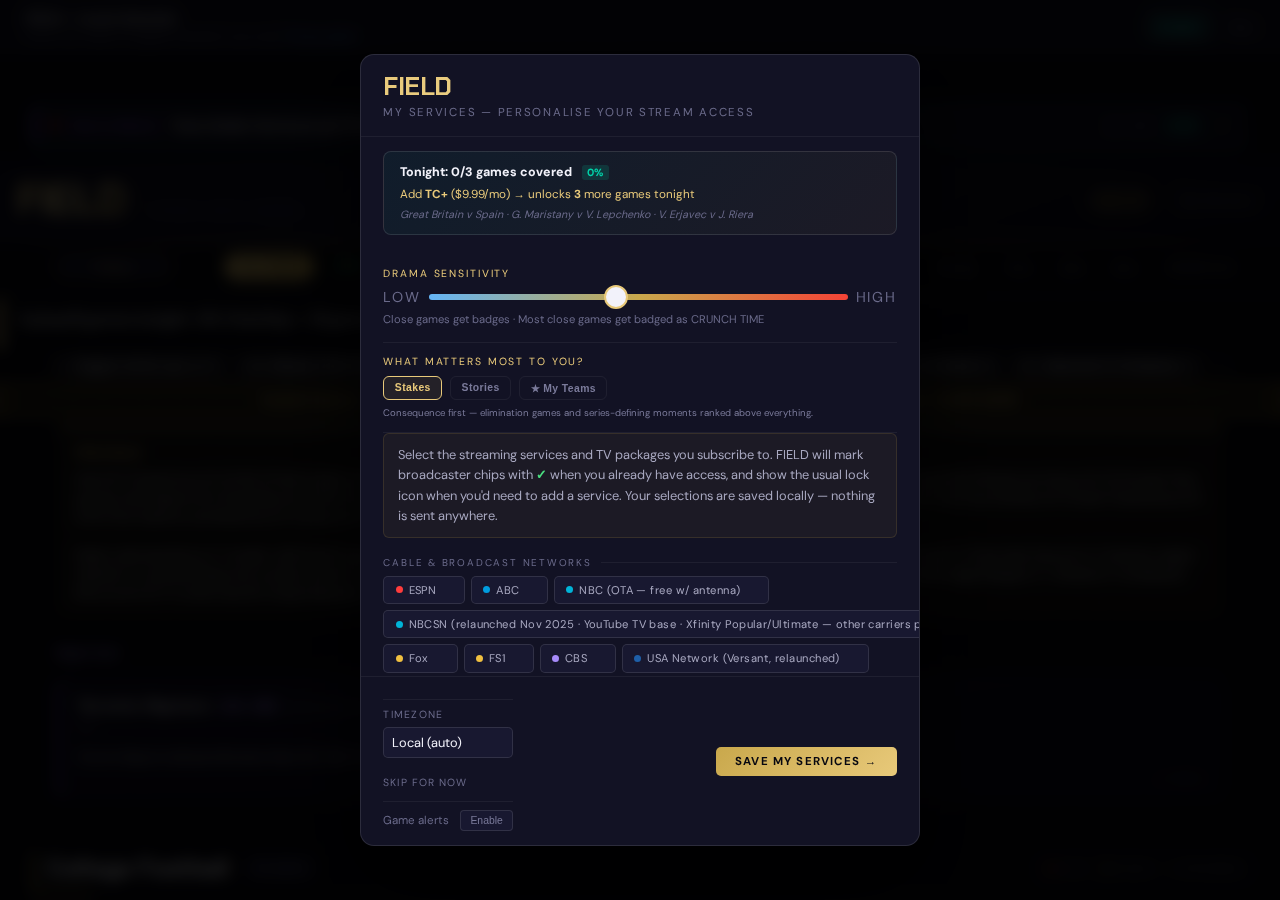 FIELD
MY SERVICES — PERSONALISE YOUR STREAM ACCESS
Tonight: 0/3 games covered 0%
Add TC+ ($9.99/mo) → unlocks 3 more games tonight
Great Britain v Spain · G. Maristany v V. Lepchenko · V. Erjavec v J. Riera
DRAMA SENSITIVITY
LOW HIGH
Close games get badges · Most close games get badged as CRUNCH TIME
WHAT MATTERS MOST TO YOU?
Stakes Stories ★ My Teams
Consequence first — elimination games and series-defining moments ranked above everything.
Select the streaming services and TV packages you subscribe to. FIELD will mark
broadcaster chips with ✓ when you already have access, and show the usual lock
icon when you'd need to add a service. Your selections are saved locally — nothing
is sent anywhere.
CABLE & BROADCAST NETWORKS
ESPN ABC NBC (OTA — free w/ antenna)
NBCSN (relaunched Nov 2025 · YouTube TV base · Xfinity Popular/Ultimate — other carriers p
Fox FS1 CBS USA Network (Versant, relaunched)
TIMEZONE
Local (auto)
SAVE MY SERVICES →
SKIP FOR NOW
Game alerts Enable